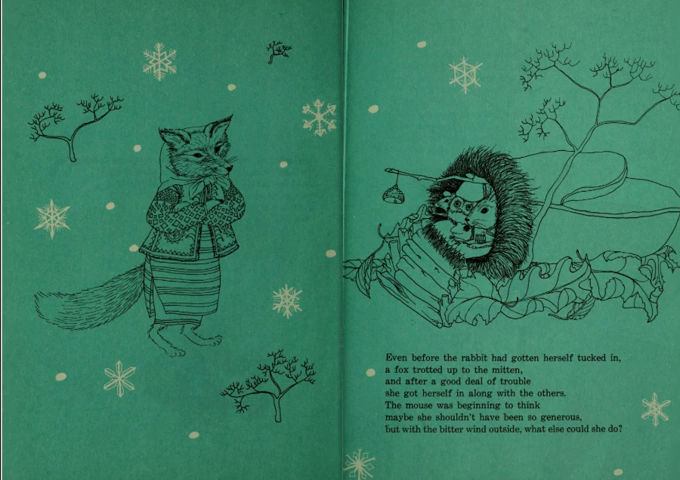 Even before the rabbit had gotten herself tucked in,
a fox trotted up to the mitten,
and after a good deal of trouble
she got herself in along with the others.
The mouse was beginning to think
maybe she shouldn't have been so generous,
but with the bitter wind outside, what else could she do?